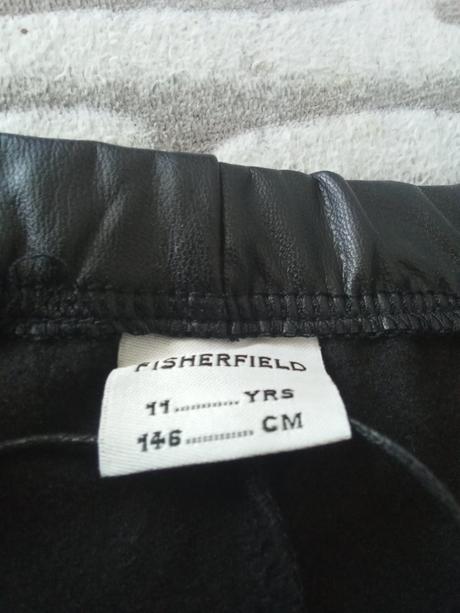 FISHERFIELD
11.......... YRS
146............ CM